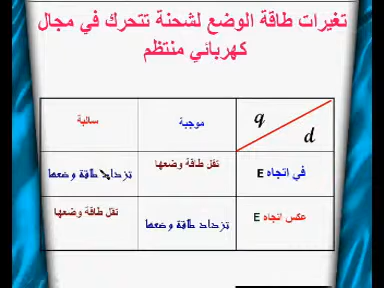 تغيرات طاقة الوضع لشحنة تتحرك في مجال
كهربائي منتظم
q
d
موجبة
سالبة
في اتجاه E
تقل طاقة وضعها
تزداد طاقة وضعها
عكس اتجاه E
تزداد طاقة وضعها
تقل طاقة وضعها